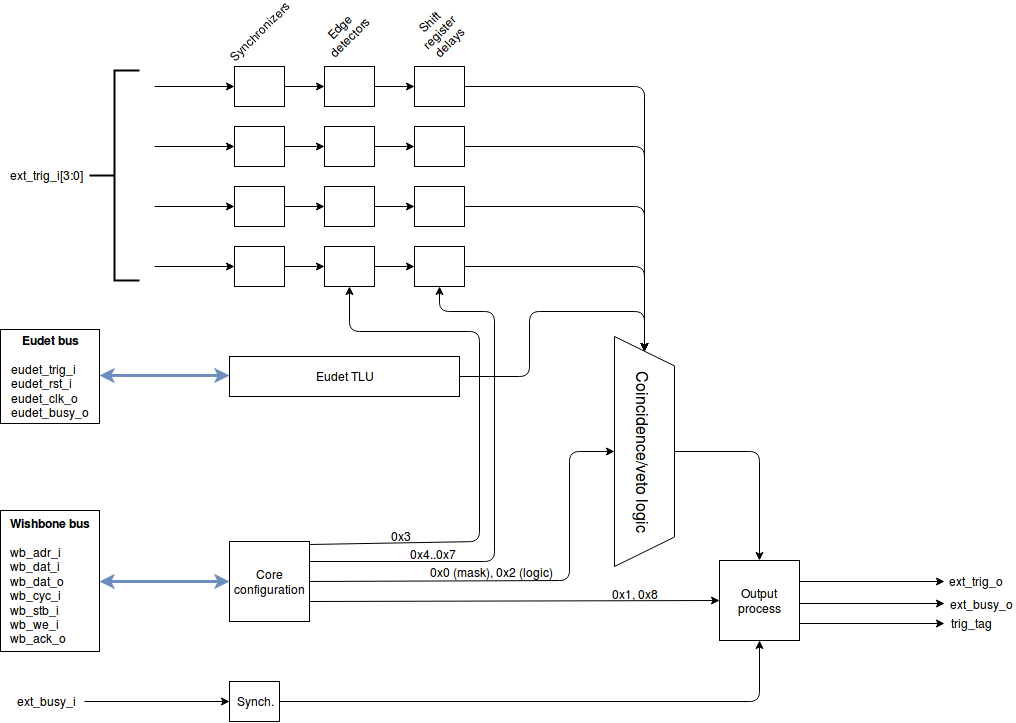 Synchronizers
Edge
detectors
Shift
register
delays
ext_trig_i[3:0]
Eudet bus
eudet_trig_i
eudet_rst_i
eudet_clk_o
eudet_busy_o
Eudet TLU
Coincidence/veto logic
Wishbone bus
wb_adr_i
wb_dat_i
wb_dat_o
wb_cyc_i
wb_stb_i
wb_we_i
wb_ack_o
Core
configuration
0x3
0x4..0x7
0x0 (mask), 0x2 (logic)
0x1, 0x8
Output
process
ext_trig_o
ext_busy_o
trig_tag
ext_busy_i
Synch.